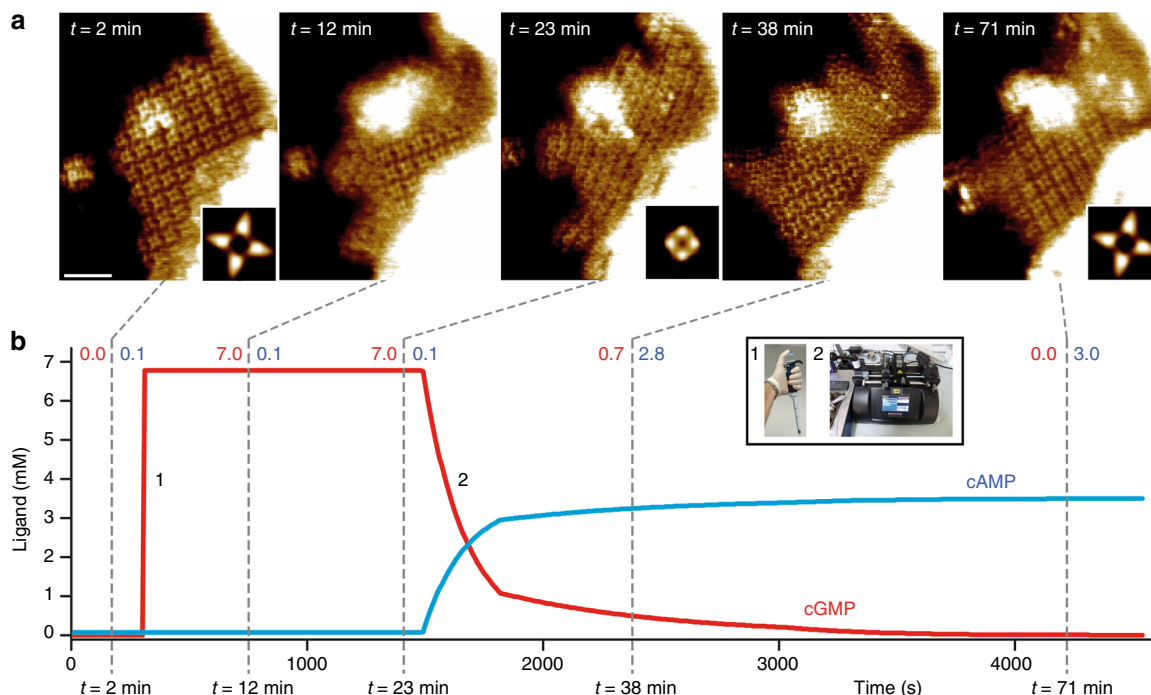 a
t = 2 min
t = 12 min
t = 23 min
t = 38 min
t = 71 min
b
0.0 0.1
7.0 0.1
7.0 0.1
0.7 2.8
0.0 3.0
1 2
7
6
5
4
3
2
1
0
Ligand (mM)
1
2
cAMP
cGMP
0 1000 2000 3000 4000
t = 2 min t = 12 min t = 23 min t = 38 min Time (s) t = 71 min